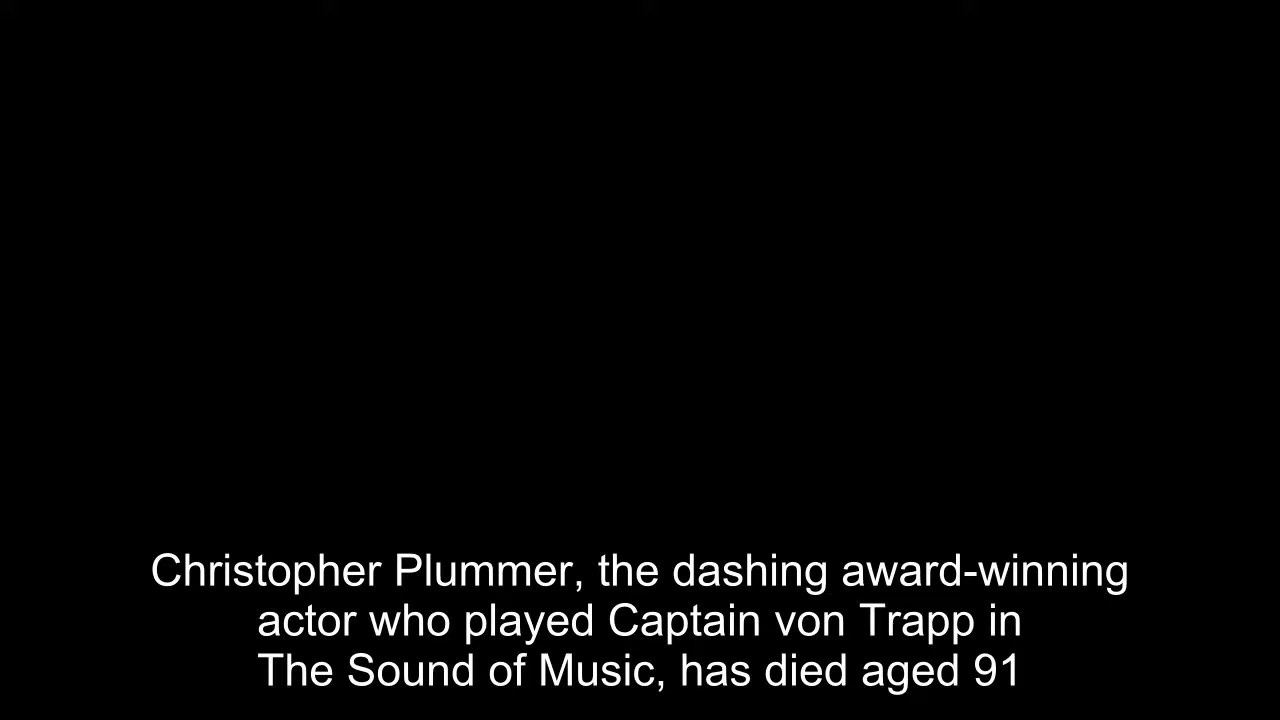 Christopher Plummer, the dashing award-winning
actor who played Captain von Trapp in
The Sound of Music, has died aged 91